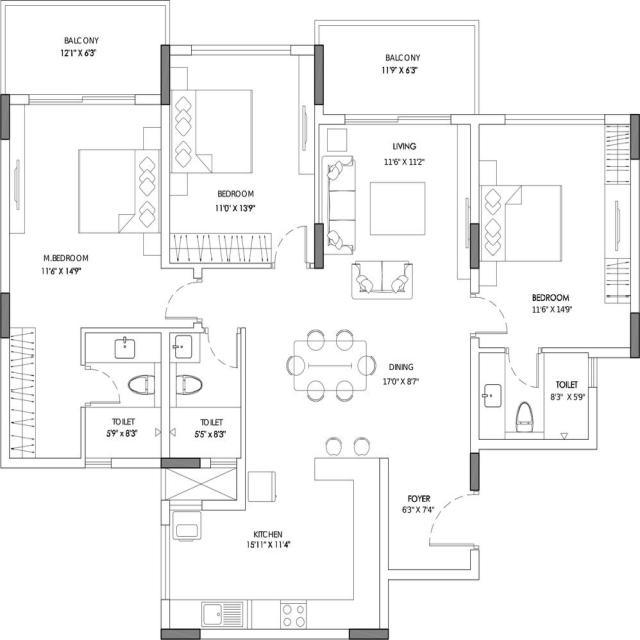 BALCONY
12'1" X 6'3"
BALCONY
11'9" X 6'3"
LIVING
11'6" X 11'2"
BEDROOM
11'0' X 13'9"
M.BEDROOM
11'6" X 14'9"
BEDROOM
11'6" X 14'9"
DINING
17'0" X 8'7"
TOILET
8'3" X 5'9"
TOILET
5'9" x 8'3"
TOILET
5'5" x 8'3"
FOYER
6'3" X 7'4"
KITCHEN
15'11" X 11'4"